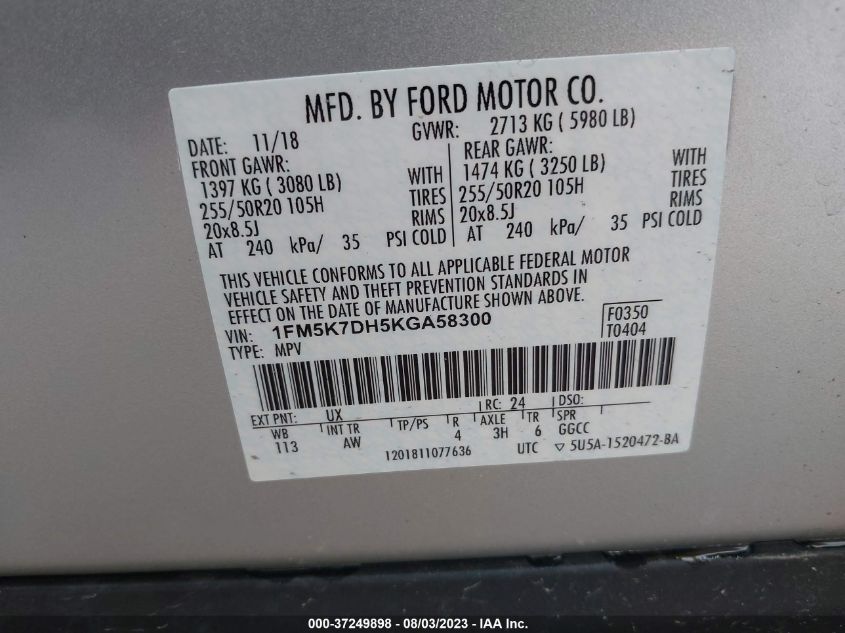 MFD. BY FORD MOTOR CO.
DATE: 11/18 GVWR: 2713 KG ( 5980 LB)
FRONT GAWR: REAR GAWR:
1397 KG ( 3080 LB) WITH 1474 KG ( 3250 LB) WITH
255/50R20 105H TIRES 255/50R20 105H TIRES
20x8.5J RIMS 20x8.5J RIMS
AT 240 kPa/ 35 PSI COLD AT 240 kPa/ 35 PSI COLD
THIS VEHICLE CONFORMS TO ALL APPLICABLE FEDERAL MOTOR
VEHICLE SAFETY AND THEFT PREVENTION STANDARDS IN
EFFECT ON THE DATE OF MANUFACTURE SHOWN ABOVE.
VIN: 1FM5K7DH5KGA58300 F0350
TYPE: MPV T0404
EXT PNT: UX RC: 24 DSO:
WB INT TR TP/PS R AXLE TR SPR
113 AW 4 3H 6 GGCC
1201811077636 UTC ▽ 5U5A-1520472-BA
000-37249898 - 08/03/2023 - IAA Inc.